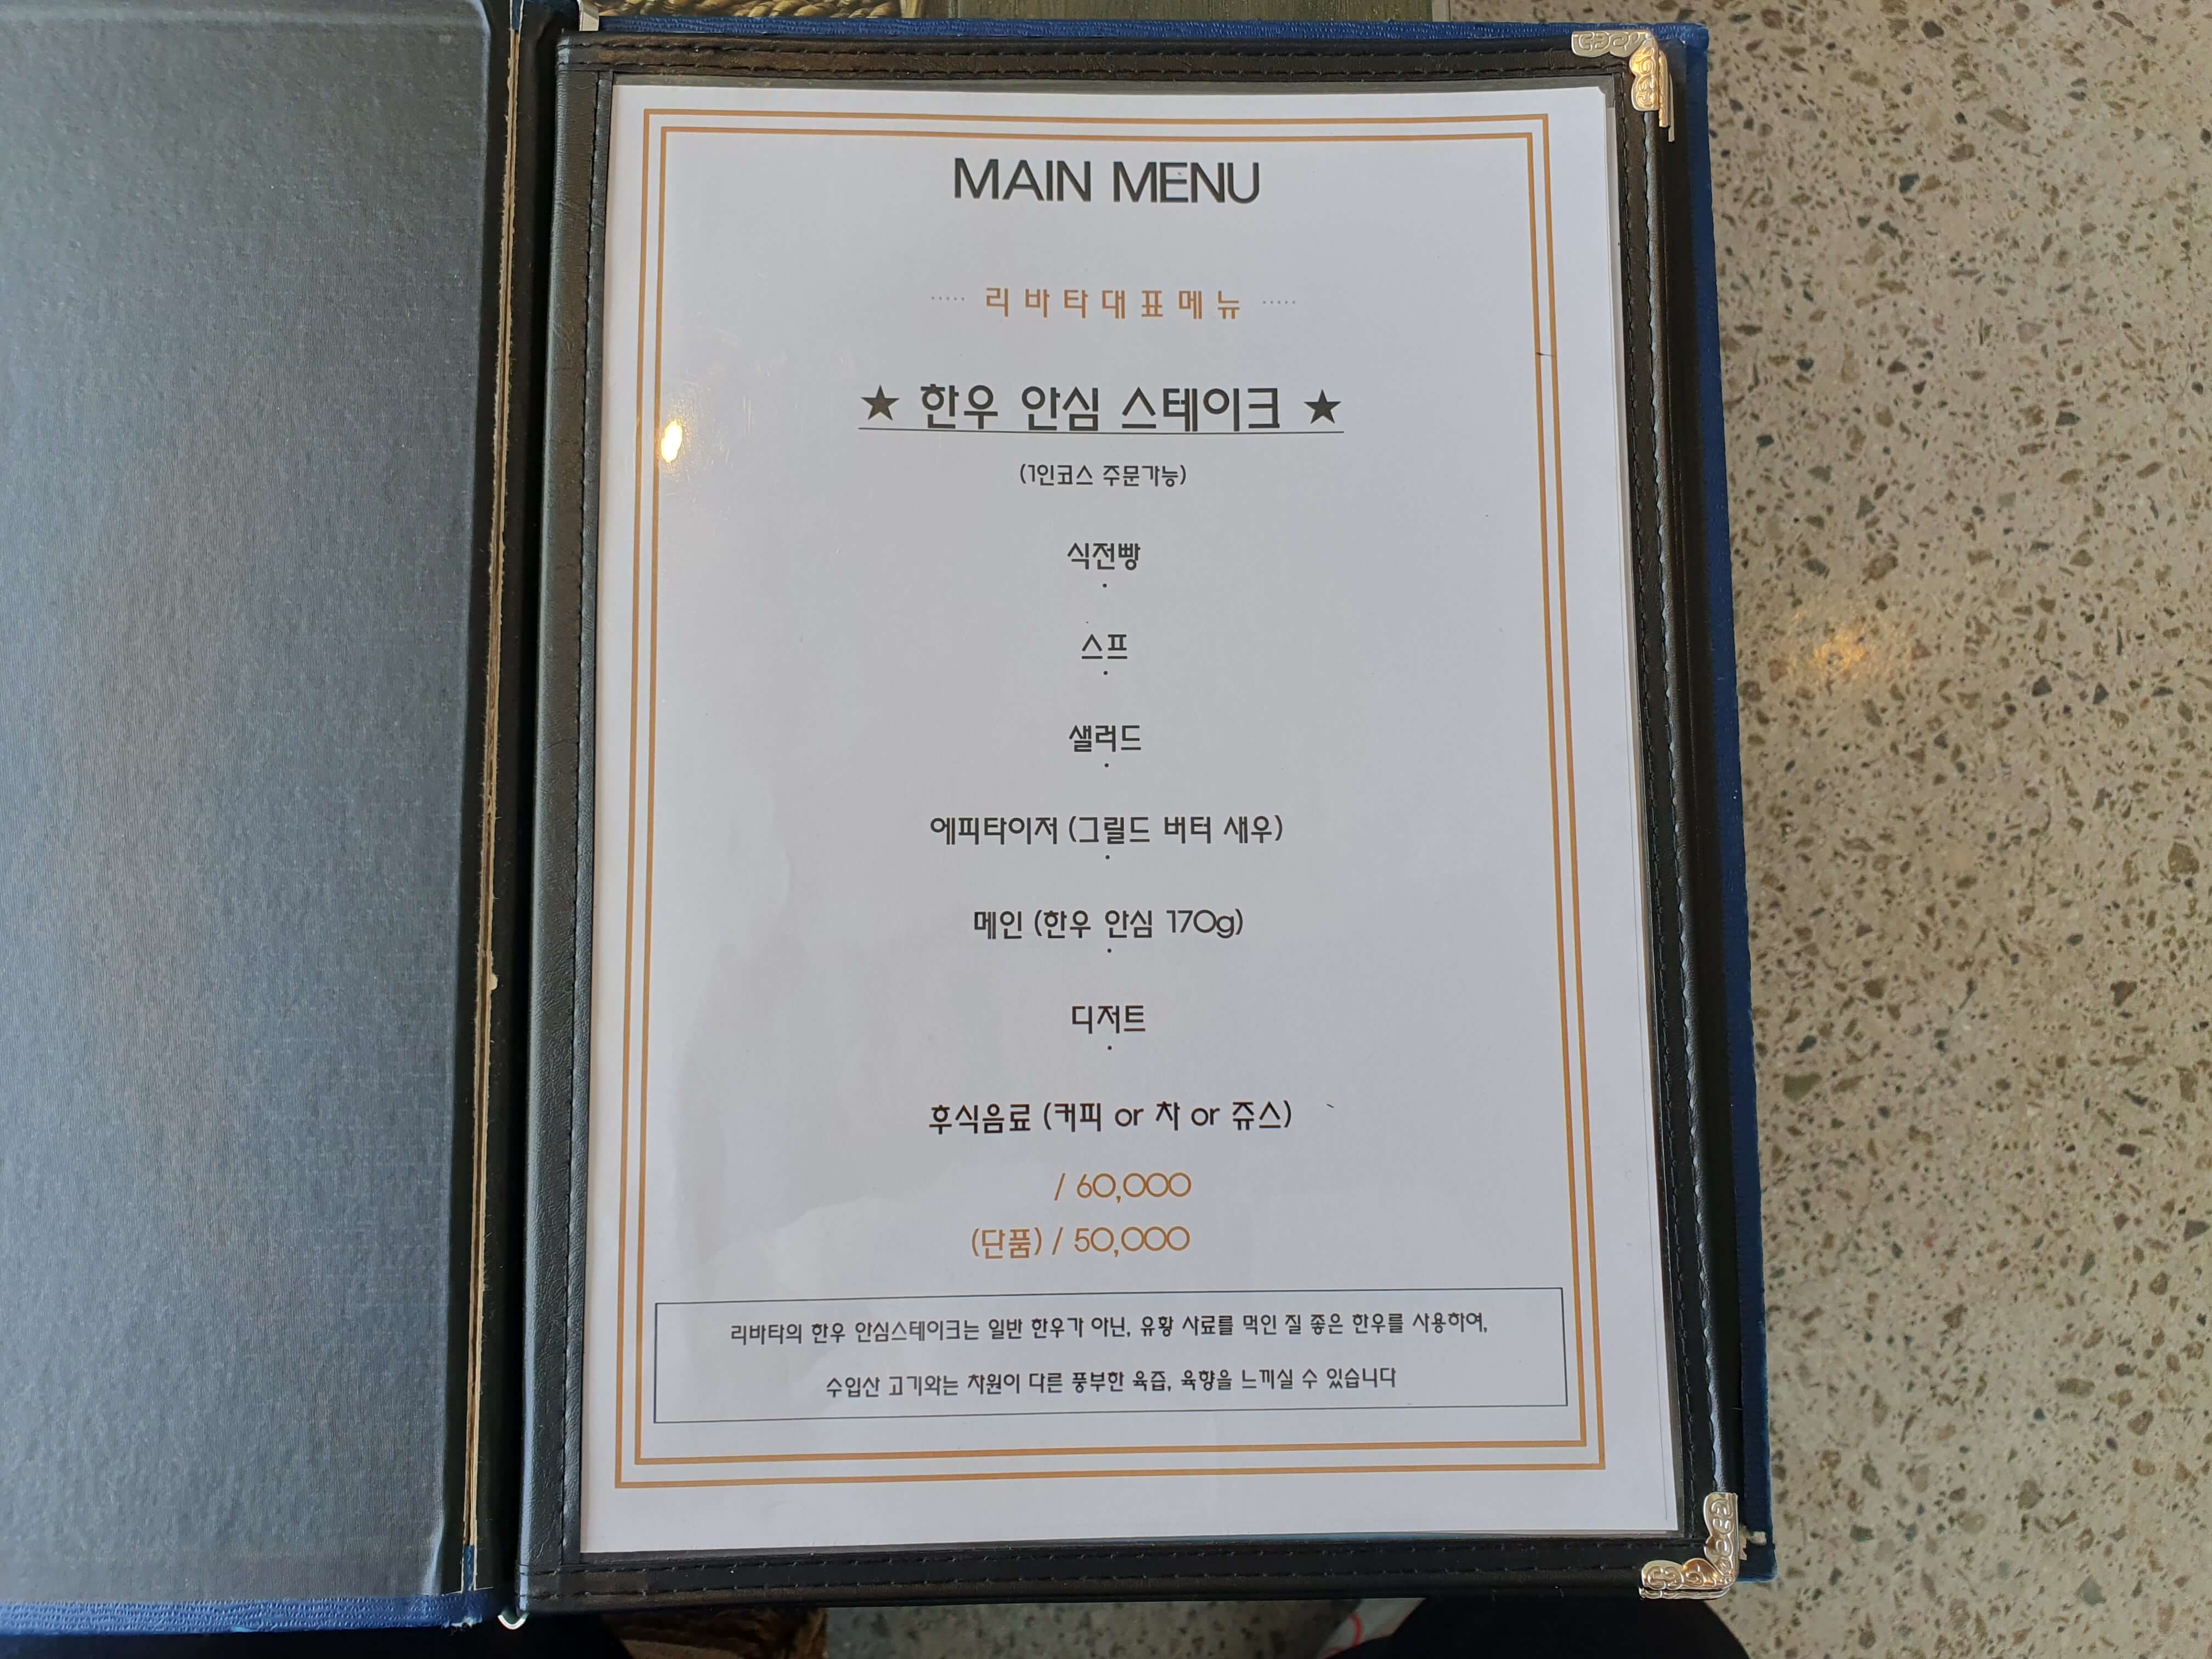 MAIN MENU
····· 리바타대표메뉴 ·····
★ 한우 안심 스테이크 ★
(1인코스 주문가능)
식전빵
·
스프
·
샐러드
·
에피타이저 (그릴드 버터 새우)
·
메인 (한우 안심 170g)
·
디저트
·
후식음료 (커피 or 차 or 쥬스)
/ 60,000
(단품) / 50,000
리바타의 한우 안심스테이크는 일반 한우가 아닌, 유황 사료를 먹인 질 좋은 한우를 사용하여,
수입산 고기와는 차원이 다른 풍부한 육즙, 육향을 느끼실 수 있습니다